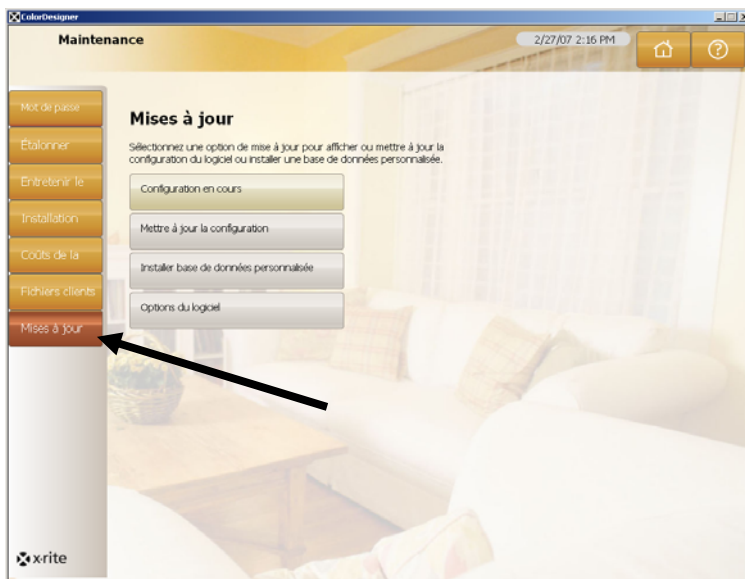 ColorDesigner
Maintenance
2/27/07 2:16 PM
Mot de passe
Étalonner
Entretenir le
Installation
Coûts de la
Fichiers clients
Mises à jour
Mises à jour
Sélectionnez une option de mise à jour pour afficher ou mettre à jour la
configuration du logiciel ou installer une base de données personnalisée.
Configuration en cours
Mettre à jour la configuration
Installer base de données personnalisée
Options du logiciel
x·rite